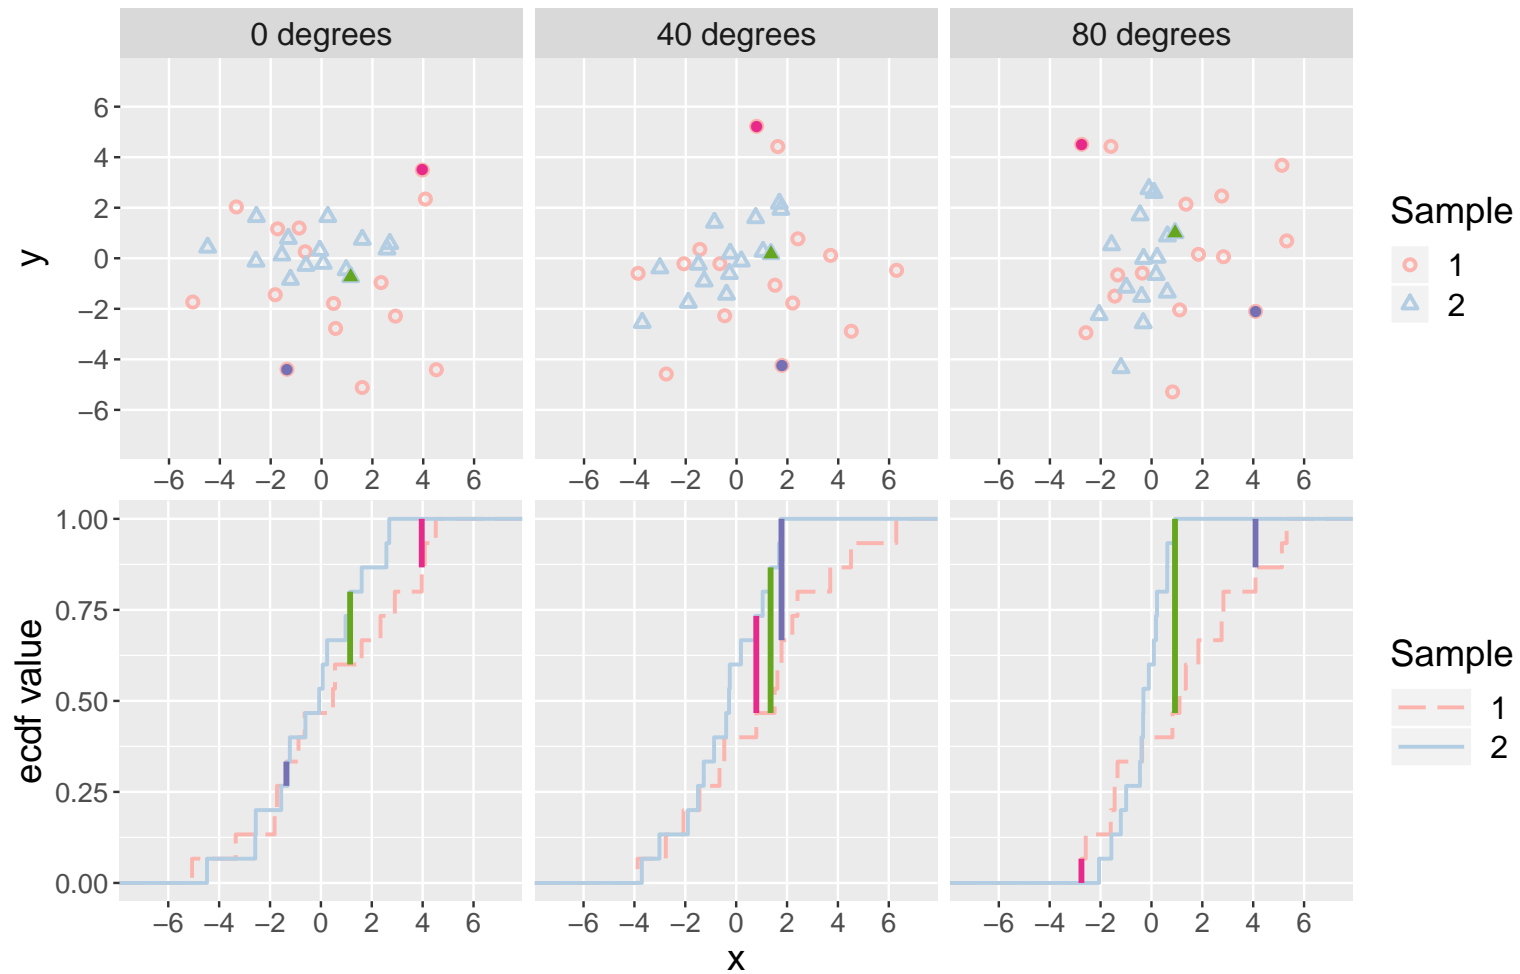 0 degrees
40 degrees
80 degrees
y
6
4
2
0
−2
−4
−6
−6 −4 −2 0 2 4 6
−6 −4 −2 0 2 4 6
−6 −4 −2 0 2 4 6
Sample
1
2
ecdf value
1.00
0.75
0.50
0.25
0.00
−6 −4 −2 0 2 4 6
−6 −4 −2 0 2 4 6
−6 −4 −2 0 2 4 6
x
Sample
1
2